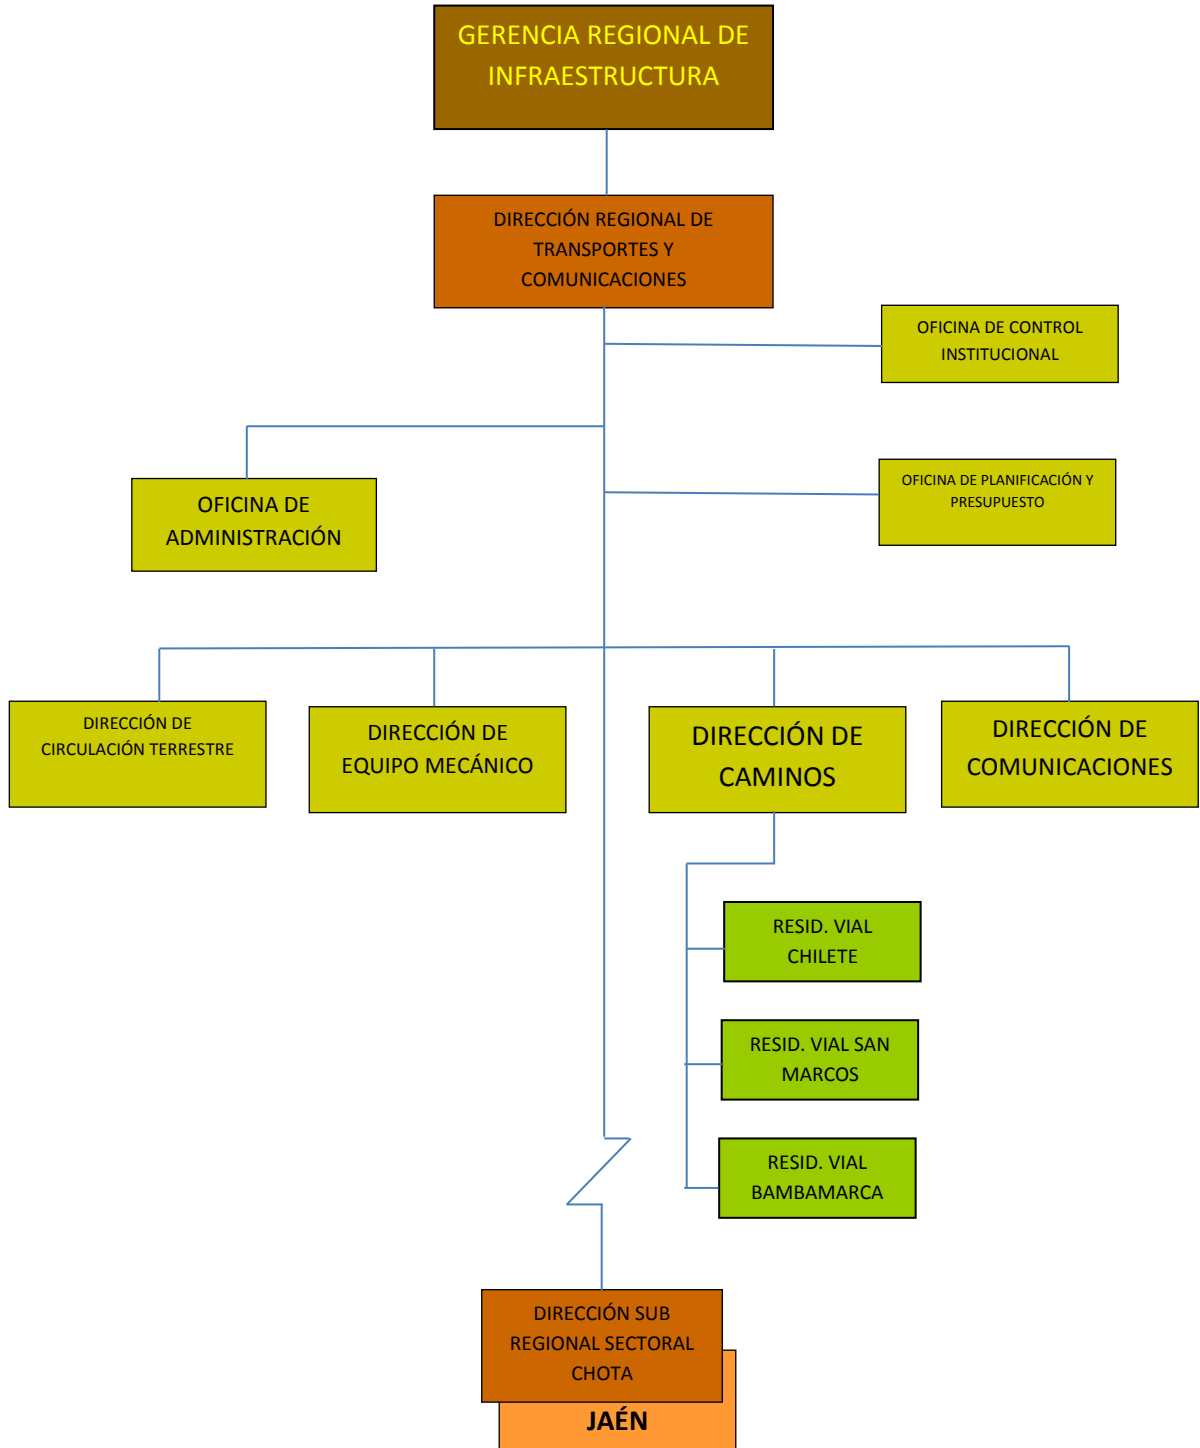 GERENCIA REGIONAL DE
INFRAESTRUCTURA
DIRECCIÓN REGIONAL DE
TRANSPORTES Y
COMUNICACIONES
OFICINA DE CONTROL
INSTITUCIONAL
OFICINA DE
ADMINISTRACIÓN
OFICINA DE PLANIFICACIÓN Y
PRESUPUESTO
DIRECCIÓN DE
CIRCULACIÓN TERRESTRE
DIRECCIÓN DE
EQUIPO MECÁNICO
DIRECCIÓN DE
CAMINOS
DIRECCIÓN DE
COMUNICACIONES
RESID. VIAL
CHILETE
RESID. VIAL SAN
MARCOS
RESID. VIAL
BAMBAMARCA
DIRECCIÓN SUB
REGIONAL SECTORAL
CHOTA
JAÉN